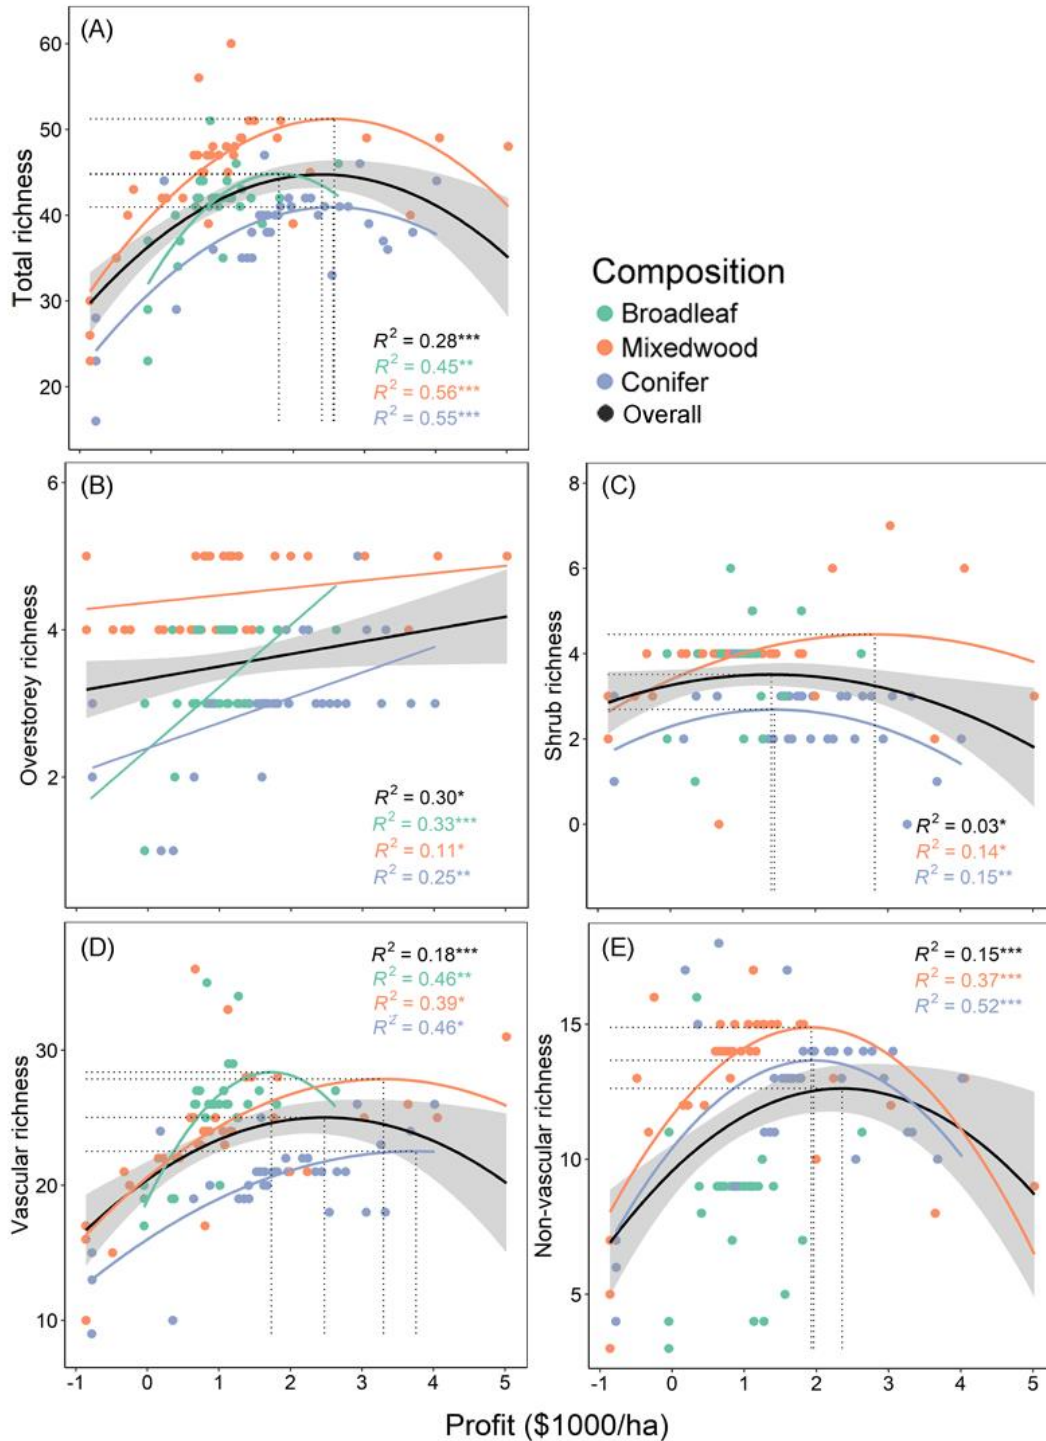 (A)
Total richness
60
50
40
30
20
R² = 0.28***
R² = 0.45**
R² = 0.56***
R² = 0.55***
Composition
Broadleaf
Mixedwood
Conifer
Overall
(B)
Overstorey richness
6
4
2
R² = 0.30*
R² = 0.33***
R² = 0.11*
R² = 0.25**
(C)
Shrub richness
8
6
4
2
0
R² = 0.03*
R² = 0.14*
R² = 0.15**
(D)
Vascular richness
30
20
10
R² = 0.18***
R² = 0.46**
R² = 0.39*
R² = 0.46*
-1 0 1 2 3 4 5
(E)
Non-vascular richness
15
10
5
R² = 0.15***
R² = 0.37***
R² = 0.52***
-1 0 1 2 3 4 5
Profit ($1000/ha)